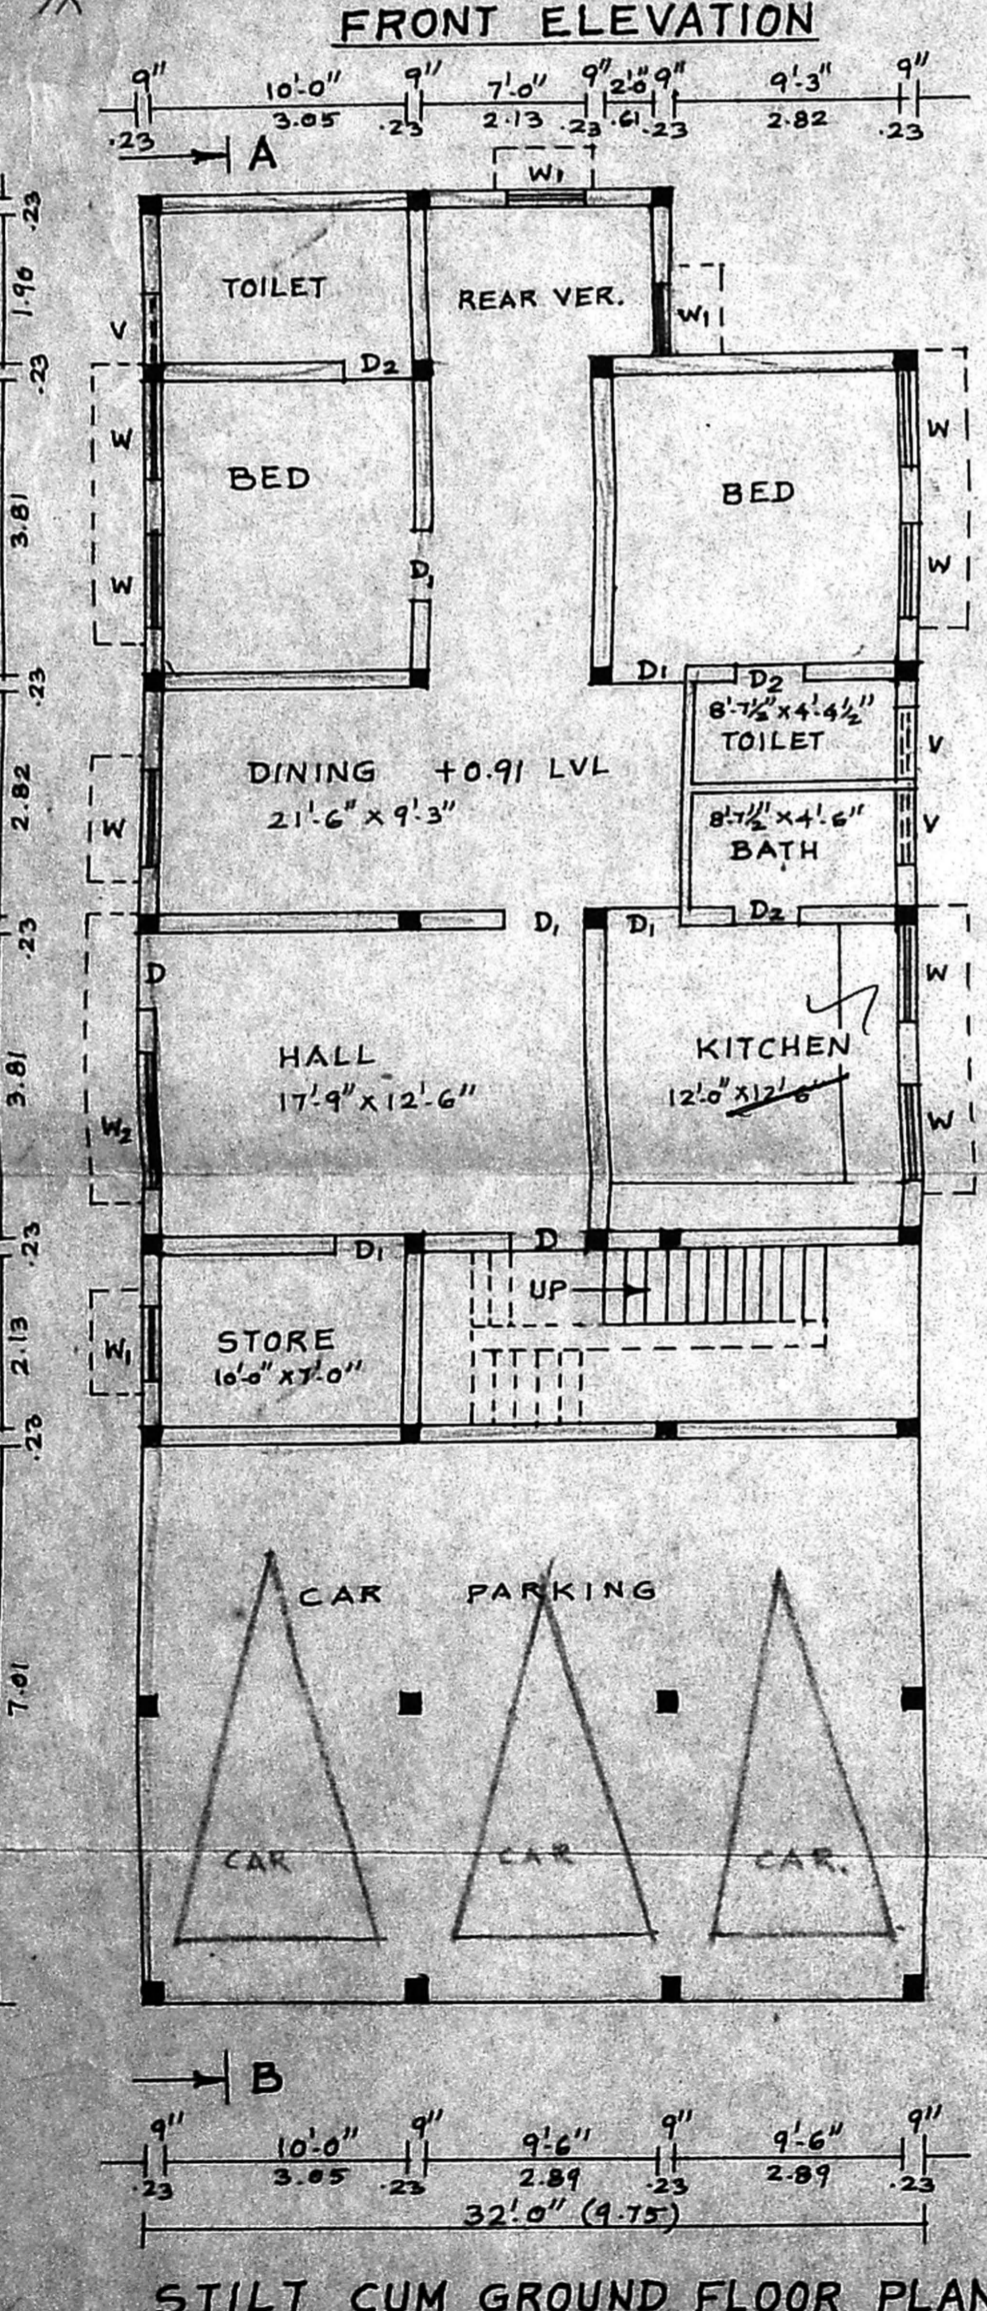 FRONT ELEVATION
9" 10'-0" 9" 7'-0" 9" 2'-0" 9" 9'-3" 9"
.23 3.05 .23 2.13 .23 .61 .23 2.82 .23
A
W1
.23
TOILET
REAR VER.
1.96
V
W1
.23
D2
W
BED
W
BED
3.81
W
D1
W
.23
D1
D2
8'-7½" x 4'-4½"
TOILET
V
DINING +0.91 LVL
21'-6" x 9'-3"
2.82
W
8'-7½" x 4'-6"
BATH
V
.23
D1
D1
D2
D
W
HALL
17'-9" x 12'-6"
KITCHEN
12'-0" x 12'-6"
3.81
W2
W
.23
D1
D
UP
STORE
10'-0" x 7'-0"
2.13
W1
.23
CAR PARKING
7.01
CAR
CAR
CAR.
B
9" 10'-0" 9" 9'-6" 9" 9'-6" 9"
.23 3.05 .23 2.89 .23 2.89 .23
32'-0" (9.75)
STILT CUM GROUND FLOOR PLAN